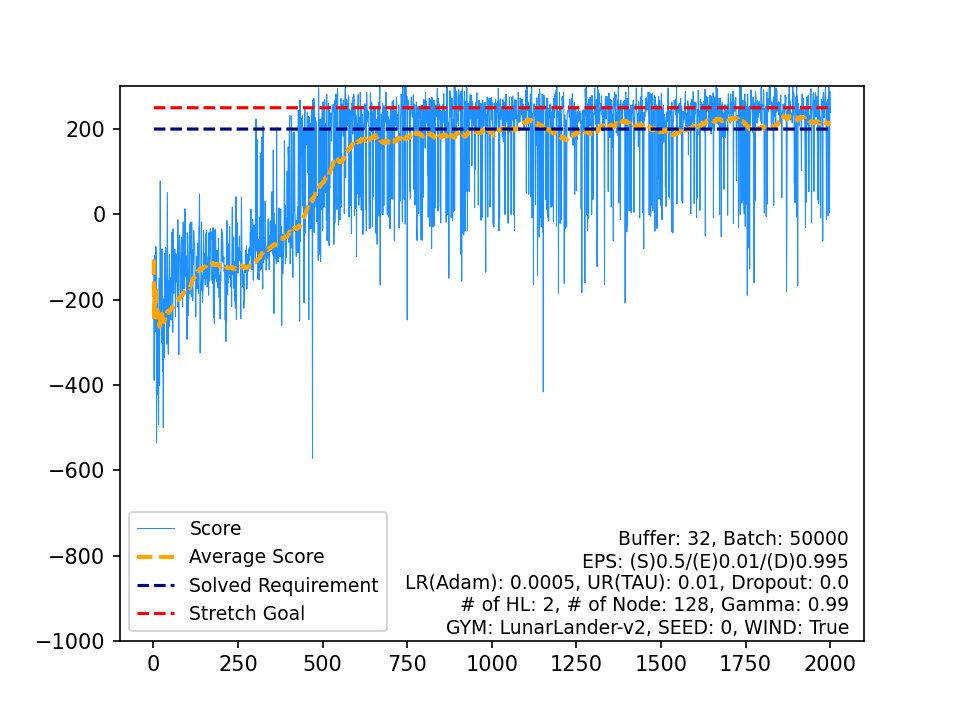 200
0
−200
−400
−600
−800
−1000
Score
Average Score
Solved Requirement
Stretch Goal
Buffer: 32, Batch: 50000
EPS: (S)0.5/(E)0.01/(D)0.995
LR(Adam): 0.0005, UR(TAU): 0.01, Dropout: 0.0
# of HL: 2, # of Node: 128, Gamma: 0.99
GYM: LunarLander-v2, SEED: 0, WIND: True
0 250 500 750 1000 1250 1500 1750 2000